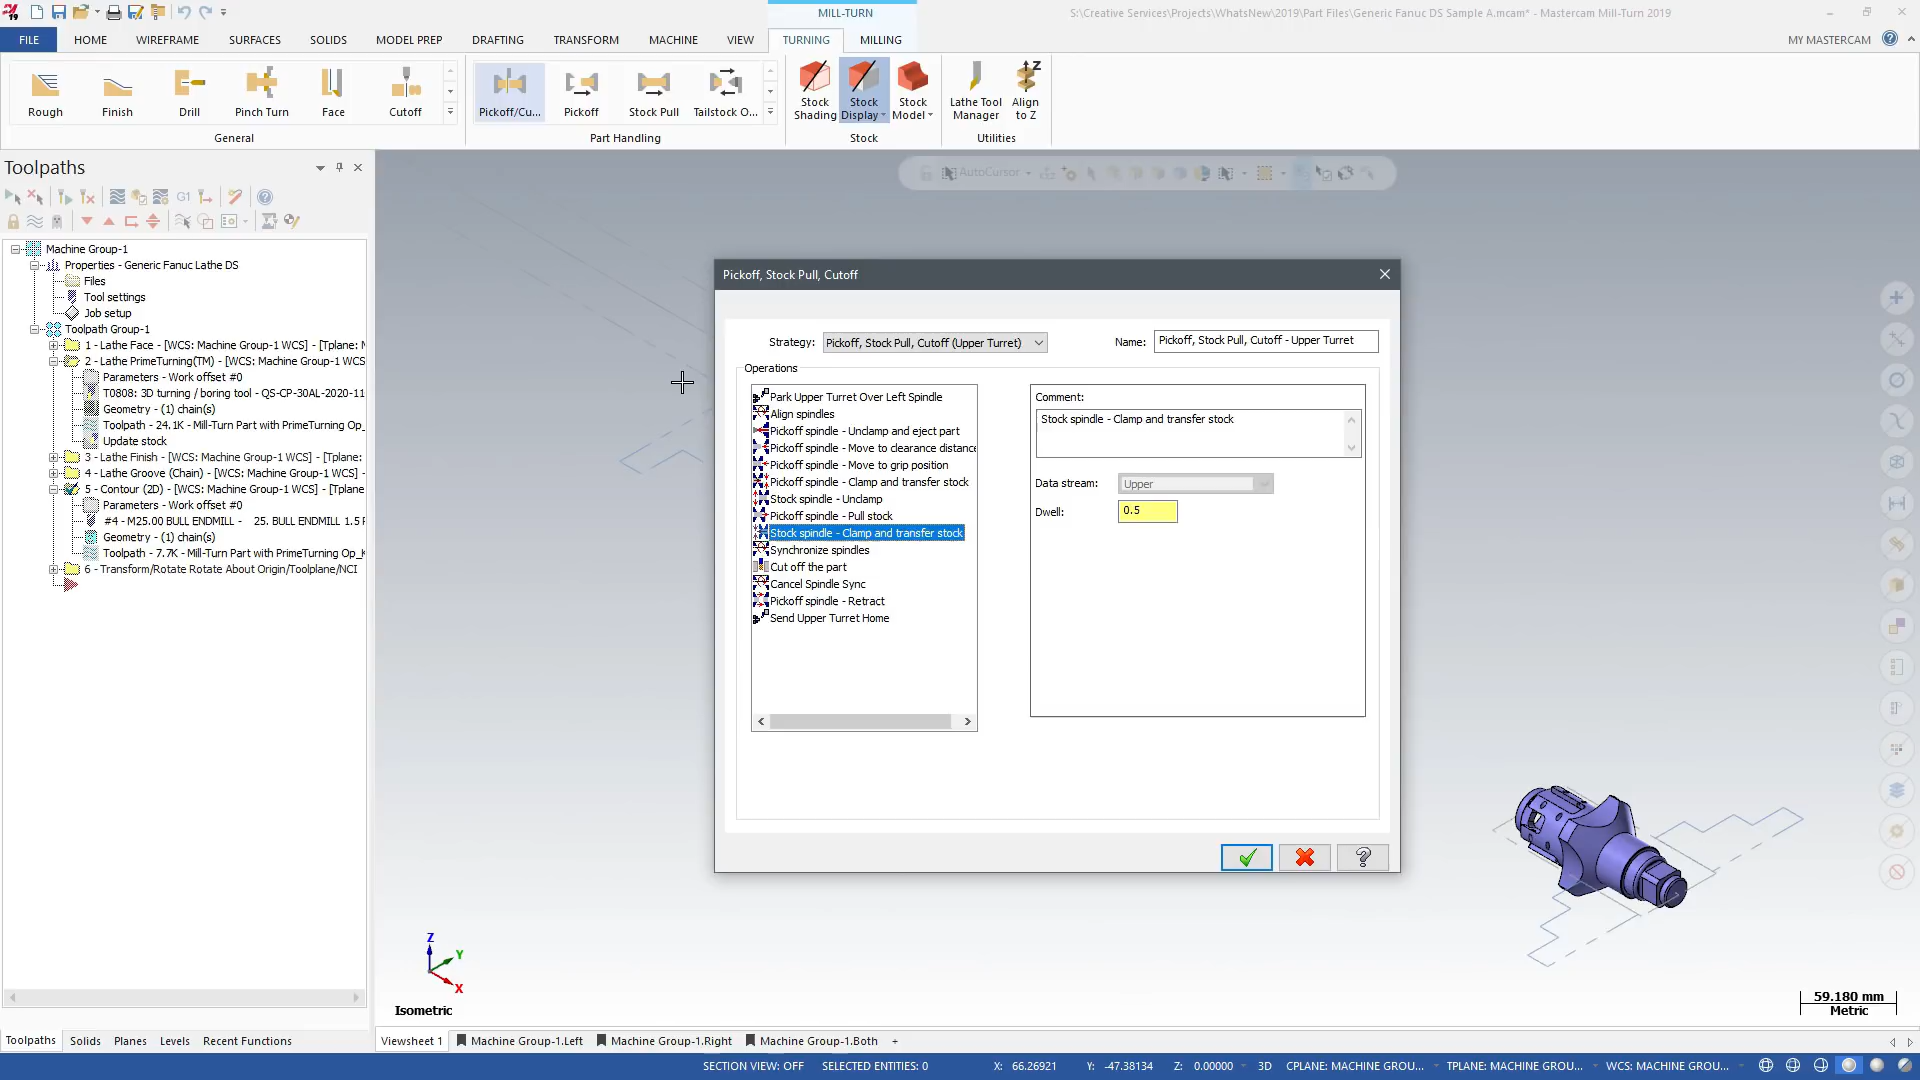 MILL-TURN
S:\Creative Services\Projects\WhatsNew\2019\Part Files\Generic Fanuc DS Sample A.mcam* - Mastercam Mill-Turn 2019
FILE HOME WIREFRAME SURFACES SOLIDS MODEL PREP DRAFTING TRANSFORM MACHINE VIEW TURNING MILLING MY MASTERCAM
Rough Finish Drill Pinch Turn Face Cutoff
Pickoff/Cu... Pickoff Stock Pull Tailstock O...
Stock Shading
Stock Display
Stock Model
Lathe Tool Manager
Align to Z
General Part Handling Stock Utilities
Toolpaths
AutoCursor
G1
Machine Group-1
Properties - Generic Fanuc Lathe DS
Files
Tool settings
Job setup
Toolpath Group-1
1 - Lathe Face - [WCS: Machine Group-1 WCS] - [Tplane: M
2 - Lathe PrimeTurning(TM) - [WCS: Machine Group-1 WCS
Parameters - Work offset #0
T0808: 3D turning / boring tool - QS-CP-30AL-2020-11
Geometry - (1) chain(s)
Toolpath - 24.1K - Mill-Turn Part with PrimeTurning Op_
Update stock
3 - Lathe Finish - [WCS: Machine Group-1 WCS] - [Tplane:
4 - Lathe Groove (Chain) - [WCS: Machine Group-1 WCS] -
5 - Contour (2D) - [WCS: Machine Group-1 WCS] - [Tplane
Parameters - Work offset #0
#4 - M25.00 BULL ENDMILL - 25. BULL ENDMILL 1.5 F
Geometry - (1) chain(s)
Toolpath - 7.7K - Mill-Turn Part with PrimeTurning Op_K
6 - Transform/Rotate Rotate About Origin/Toolplane/NCI
Pickoff, Stock Pull, Cutoff
Strategy: Pickoff, Stock Pull, Cutoff (Upper Turret)
Name: Pickoff, Stock Pull, Cutoff - Upper Turret
Operations
Park Upper Turret Over Left Spindle
Align spindles
Pickoff spindle - Unclamp and eject part
Pickoff spindle - Move to clearance distance
Pickoff spindle - Move to grip position
Pickoff spindle - Clamp and transfer stock
Stock spindle - Unclamp
Pickoff spindle - Pull stock
Stock spindle - Clamp and transfer stock
Synchronize spindles
Cut off the part
Cancel Spindle Sync
Pickoff spindle - Retract
Send Upper Turret Home
Comment:
Stock spindle - Clamp and transfer stock
Data stream: Upper
Dwell: 0.5
Z
Y
X
Isometric
59.180 mm
Metric
Toolpaths Solids Planes Levels Recent Functions
Viewsheet 1 Machine Group-1.Left Machine Group-1.Right Machine Group-1.Both +
SECTION VIEW: OFF SELECTED ENTITIES: 0 X: 66.26921 Y: -47.38134 Z: 0.00000 3D CPLANE: MACHINE GROU... TPLANE: MACHINE GROU... WCS: MACHINE GROU...